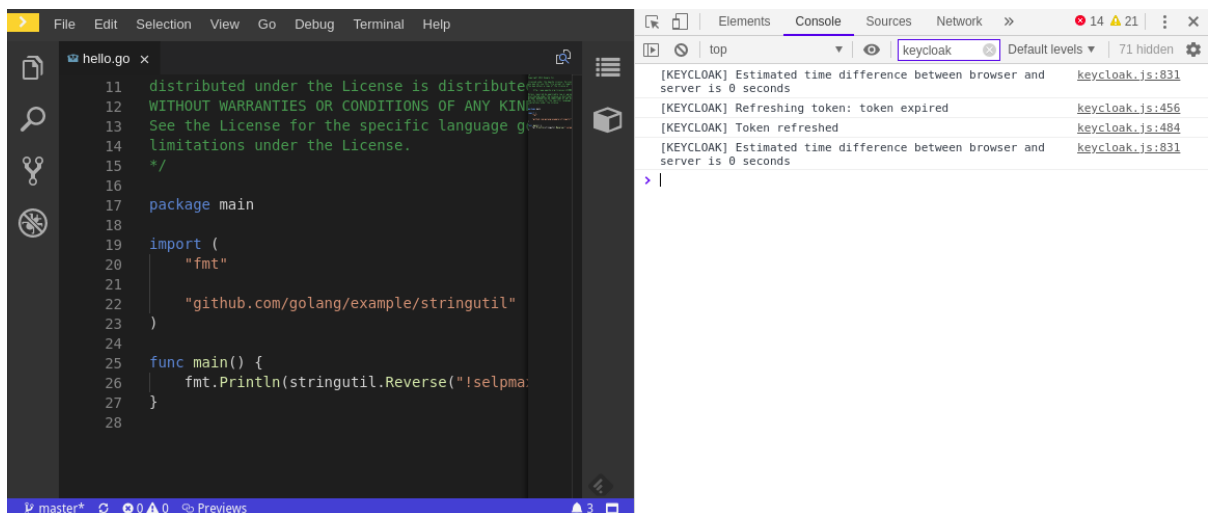 File Edit Selection View Go Debug Terminal Help
hello.go ×
11 distributed under the License is distribute
12 WITHOUT WARRANTIES OR CONDITIONS OF ANY KIN
13 See the License for the specific language g
14 limitations under the License.
15 */
16
17 package main
18
19 import (
20 "fmt"
21
22 "github.com/golang/example/stringutil"
23 )
24
25 func main() {
26 fmt.Println(stringutil.Reverse("!selpma
27 }
28
master* 0 0 Previews 3
Elements Console Sources Network » 14 21
top keycloak Default levels 71 hidden
[KEYCLOAK] Estimated time difference between browser and keycloak.js:831
server is 0 seconds
[KEYCLOAK] Refreshing token: token expired keycloak.js:456
[KEYCLOAK] Token refreshed keycloak.js:484
[KEYCLOAK] Estimated time difference between browser and keycloak.js:831
server is 0 seconds
>